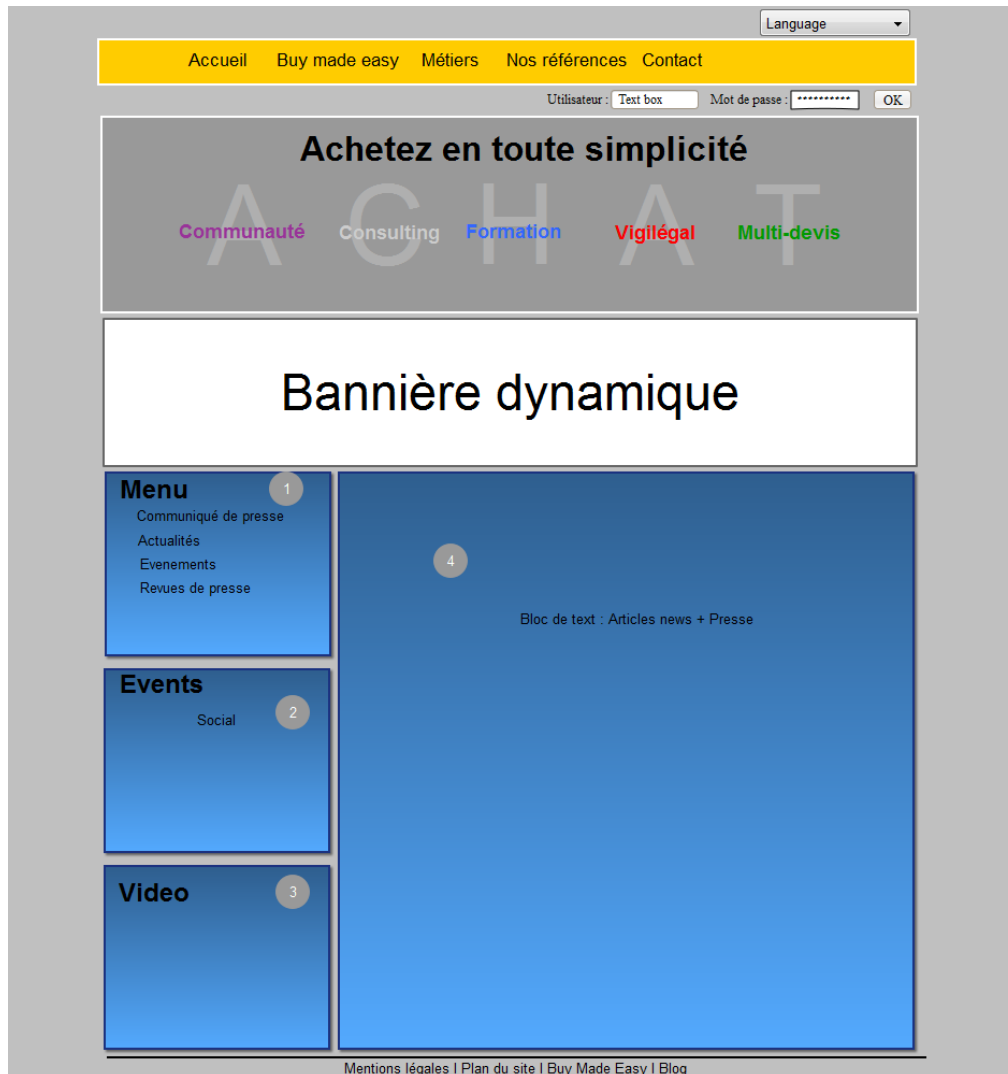 Language
Accueil Buy made easy Métiers Nos références Contact
Utilisateur : Text box Mot de passe : ********** OK
Achetez en toute simplicité
ACHAT
Communauté Consulting Formation Vigilégal Multi-devis
Bannière dynamique
Menu 1
Communiqué de presse
Actualités
Evenements
Revues de presse
Events
Social 2
Video 3
4
Bloc de text : Articles news + Presse
Mentions légales | Plan du site | Buy Made Easy | Blog